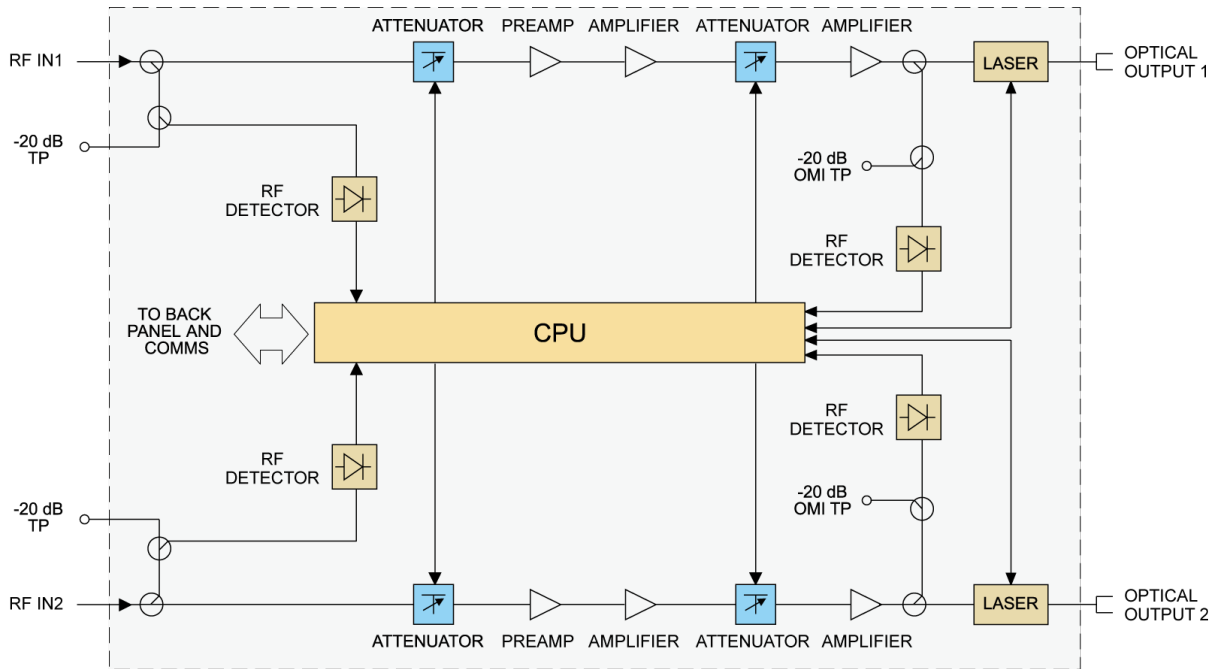 ATTENUATOR PREAMP AMPLIFIER ATTENUATOR AMPLIFIER
RF IN1
LASER
OPTICAL
OUTPUT 1
-20 dB
TP
-20 dB
OMI TP
RF
DETECTOR
RF
DETECTOR
TO BACK
PANEL AND
COMMS
CPU
RF
DETECTOR
RF
DETECTOR
-20 dB
TP
-20 dB
OMI TP
RF IN2
LASER
OPTICAL
OUTPUT 2
ATTENUATOR PREAMP AMPLIFIER ATTENUATOR AMPLIFIER